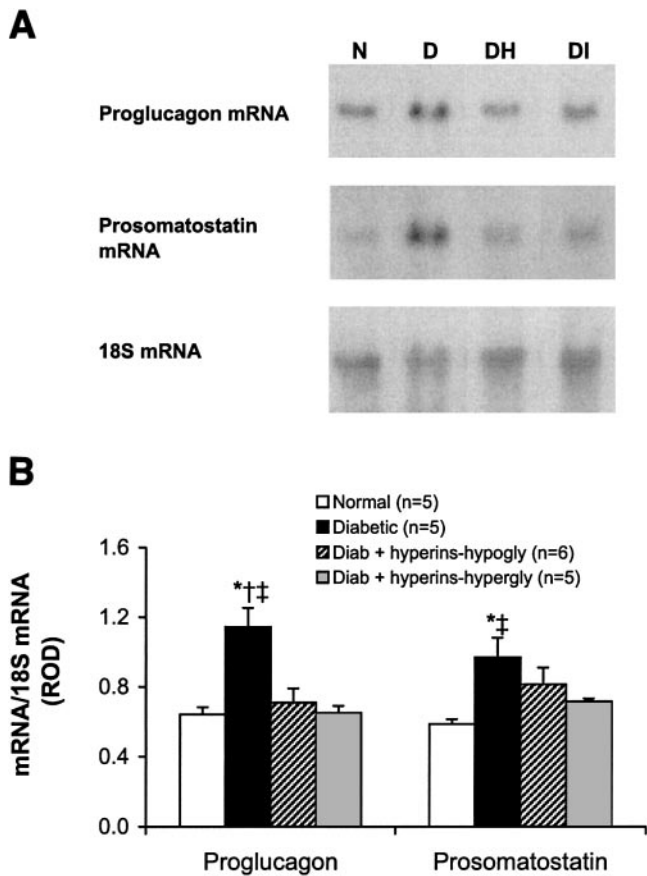 A
N D DH DI
Proglucagon mRNA
Prosomatostatin
mRNA
18S mRNA
B
Normal (n=5)
Diabetic (n=5)
Diab + hyperins-hypogly (n=6)
Diab + hyperins-hypergly (n=5)
mRNA/18S mRNA
(ROD)
1.6
1.2
0.8
0.4
0.0
*†‡
*‡
Proglucagon Prosomatostatin